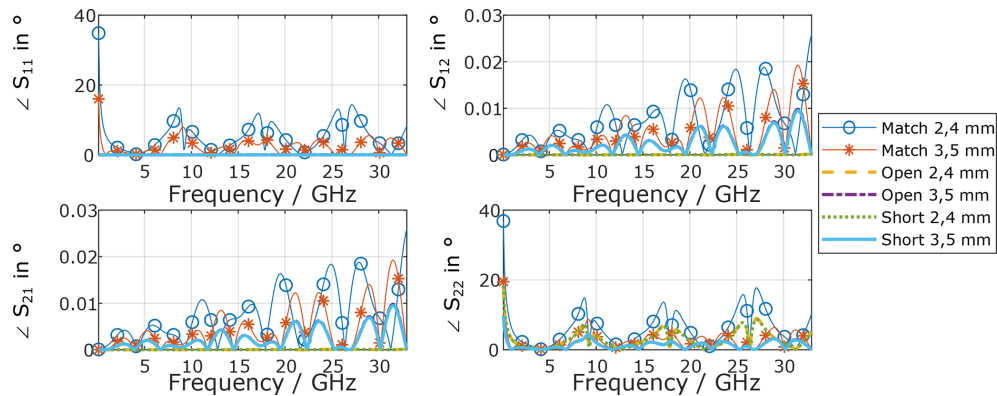 ∠ S11 in °
40
20
0
5 10 15 20 25 30
Frequency / GHz
∠ S12 in °
0.03
0.02
0.01
0
5 10 15 20 25 30
Frequency / GHz
Match 2,4 mm
Match 3,5 mm
Open 2,4 mm
Open 3,5 mm
Short 2,4 mm
Short 3,5 mm
∠ S21 in °
0.03
0.02
0.01
0
5 10 15 20 25 30
Frequency / GHz
∠ S22 in °
40
20
0
5 10 15 20 25 30
Frequency / GHz